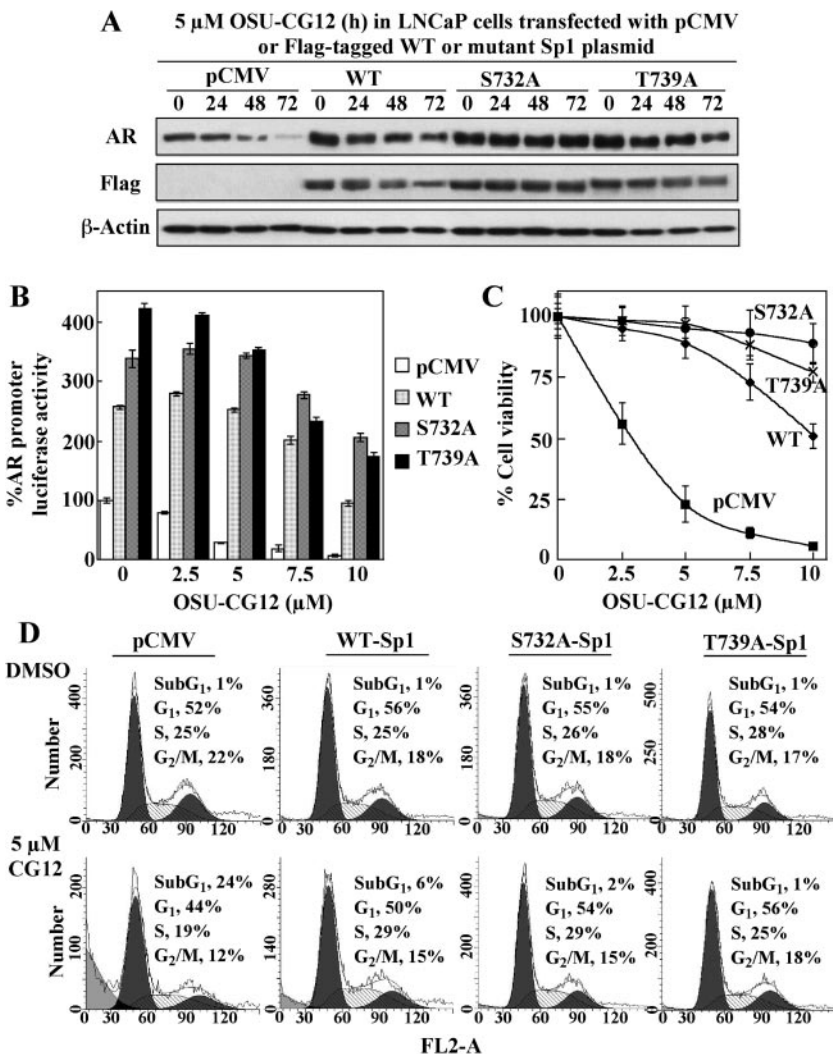 A
5 µM OSU-CG12 (h) in LNCaP cells transfected with pCMV
or Flag-tagged WT or mutant Sp1 plasmid
pCMV WT S732A T739A
0 24 48 72 0 24 48 72 0 24 48 72 0 24 48 72
AR
Flag
β-Actin
B
%AR promoter
luciferase activity
400
300
200
100
0
0 2.5 5 7.5 10
OSU-CG12 (µM)
pCMV
WT
S732A
T739A
C
% Cell viability
100
75
50
25
0
S732A
T739A
WT
pCMV
0 2.5 5 7.5 10
OSU-CG12 (µM)
D
pCMV WT-Sp1 S732A-Sp1 T739A-Sp1
DMSO
Number
400
200
0
SubG1, 1%
G1, 52%
S, 25%
G2/M, 22%
0 30 60 90 120
360
180
0
SubG1, 1%
G1, 56%
S, 25%
G2/M, 18%
0 30 60 90 120
360
180
0
SubG1, 1%
G1, 55%
S, 26%
G2/M, 18%
0 30 60 90 120
500
250
0
SubG1, 1%
G1, 54%
S, 28%
G2/M, 17%
0 30 60 90 120
5 µM
CG12
Number
200
100
0
SubG1, 24%
G1, 44%
S, 19%
G2/M, 12%
0 30 60 90 120
280
140
0
SubG1, 6%
G1, 50%
S, 29%
G2/M, 15%
0 30 60 90 120
400
200
0
SubG1, 2%
G1, 54%
S, 29%
G2/M, 15%
0 30 60 90 120
400
200
0
SubG1, 1%
G1, 56%
S, 25%
G2/M, 18%
0 30 60 90 120
FL2-A